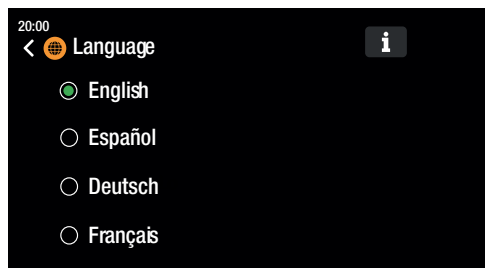 20:00
Language
i
English
Español
Deutsch
Français